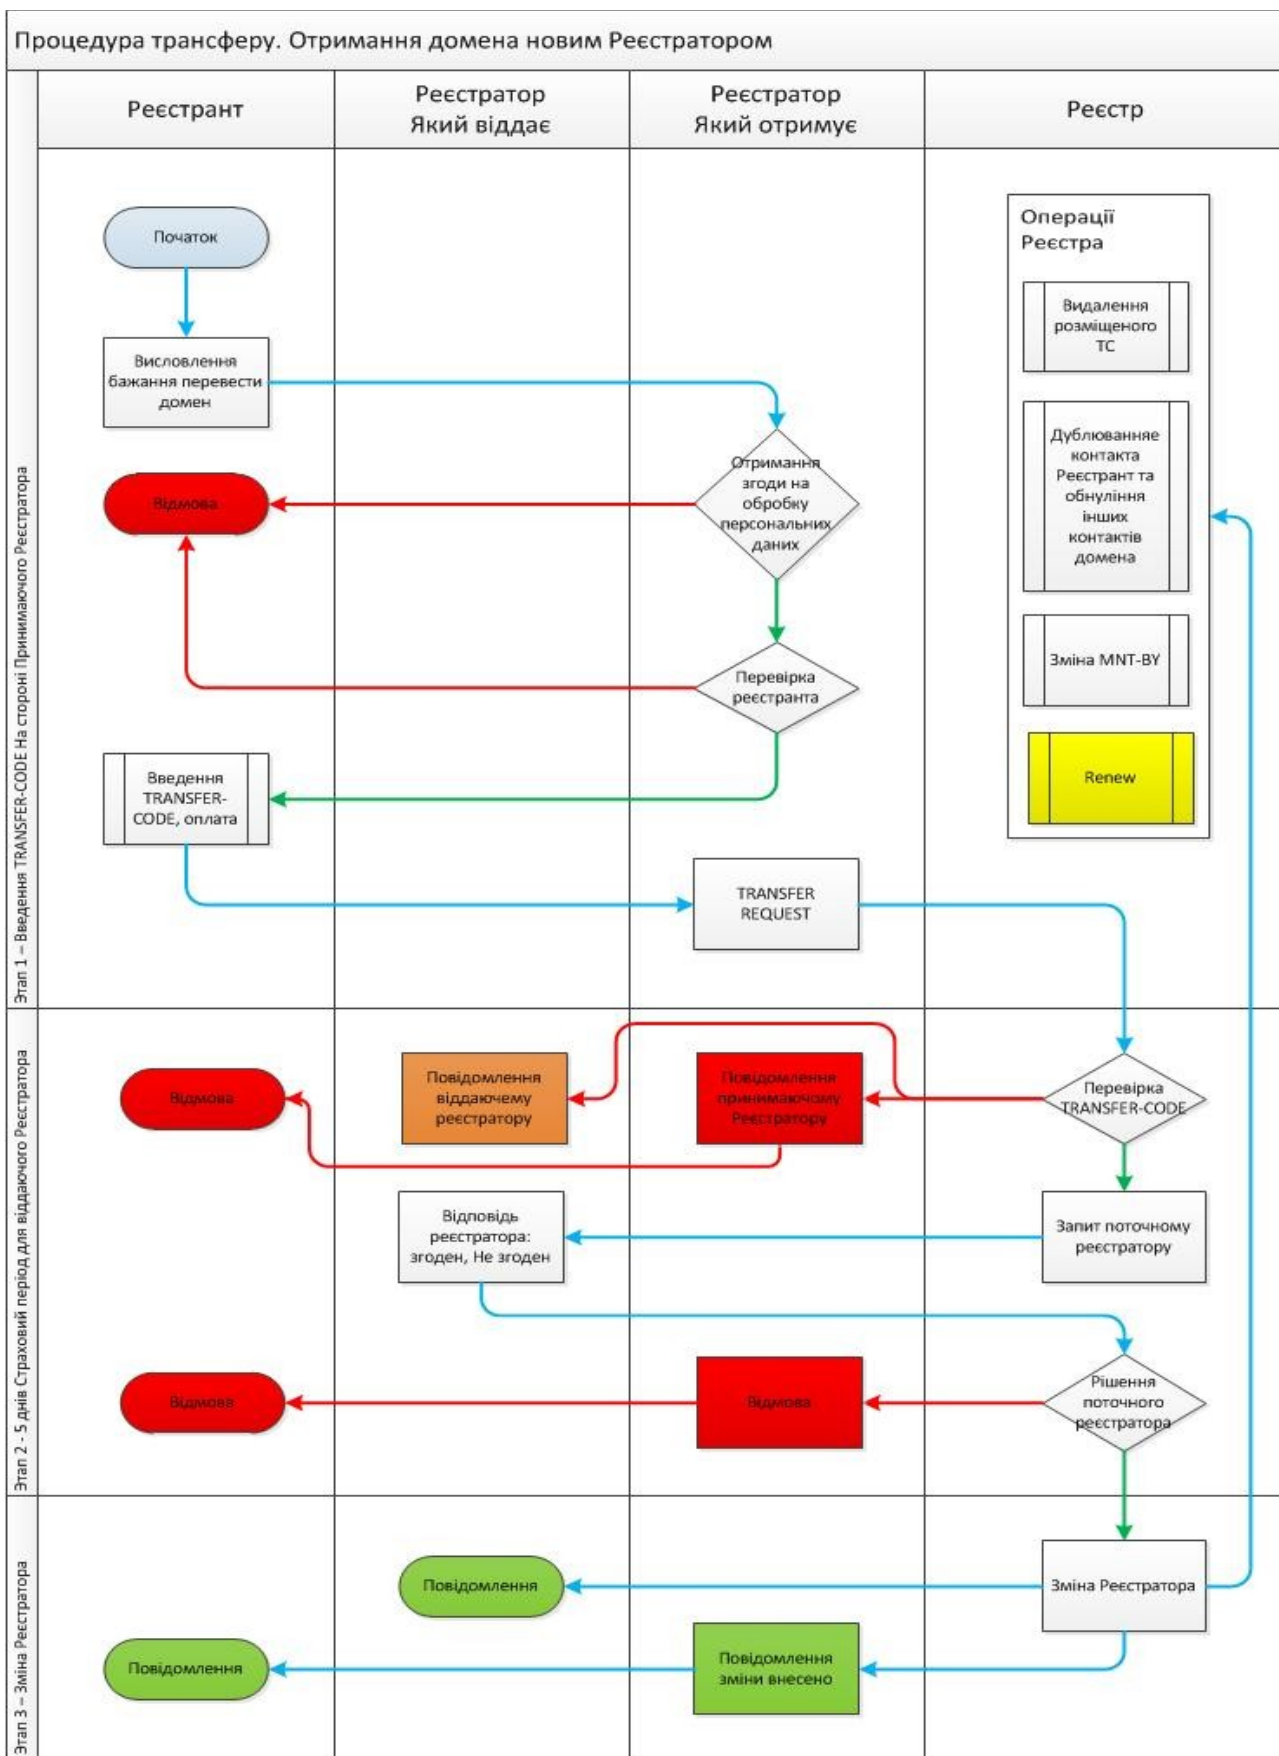 Процедура трансферу. Отримання домена новим Реєстратором
Реєстрант
Реєстратор
Який віддає
Реєстратор
Який отримує
Реєстр
Этап 1 – Введення TRANSFER-CODE На стороні Принимаючого Реєстратора
Початок
Операції
Реєстра
Видалення
розміщеного
ТС
Висловлення
бажання перевести
домен
Дублюванняе
контакта
Реєстрант та
обнуління
інших
контактів
домена
Отримання
згоди на
обробку
персональних
даних
Відмова
Зміна MNT-BY
Перевірка
реєстранта
Renew
Введення
TRANSFER-
CODE, оплата
TRANSFER
REQUEST
Этап 2 - 5 днів Страховий період для віддаючого Реєстратора
Відмова
Повідомлення
віддаючему
реєстратору
Повідомлення
принимаючому
Реєстратору
Перевірка
TRANSFER-CODE
Відповідь
реєстратора:
згоден, Не згоден
Запит поточному
реєстратору
Відмова
Відмова
Рішення
поточного
реєстратора
Этап 3 – Зміна Реєстратора
Повідомлення
Зміна Реєстратора
Повідомлення
Повідомлення
зміни внесено